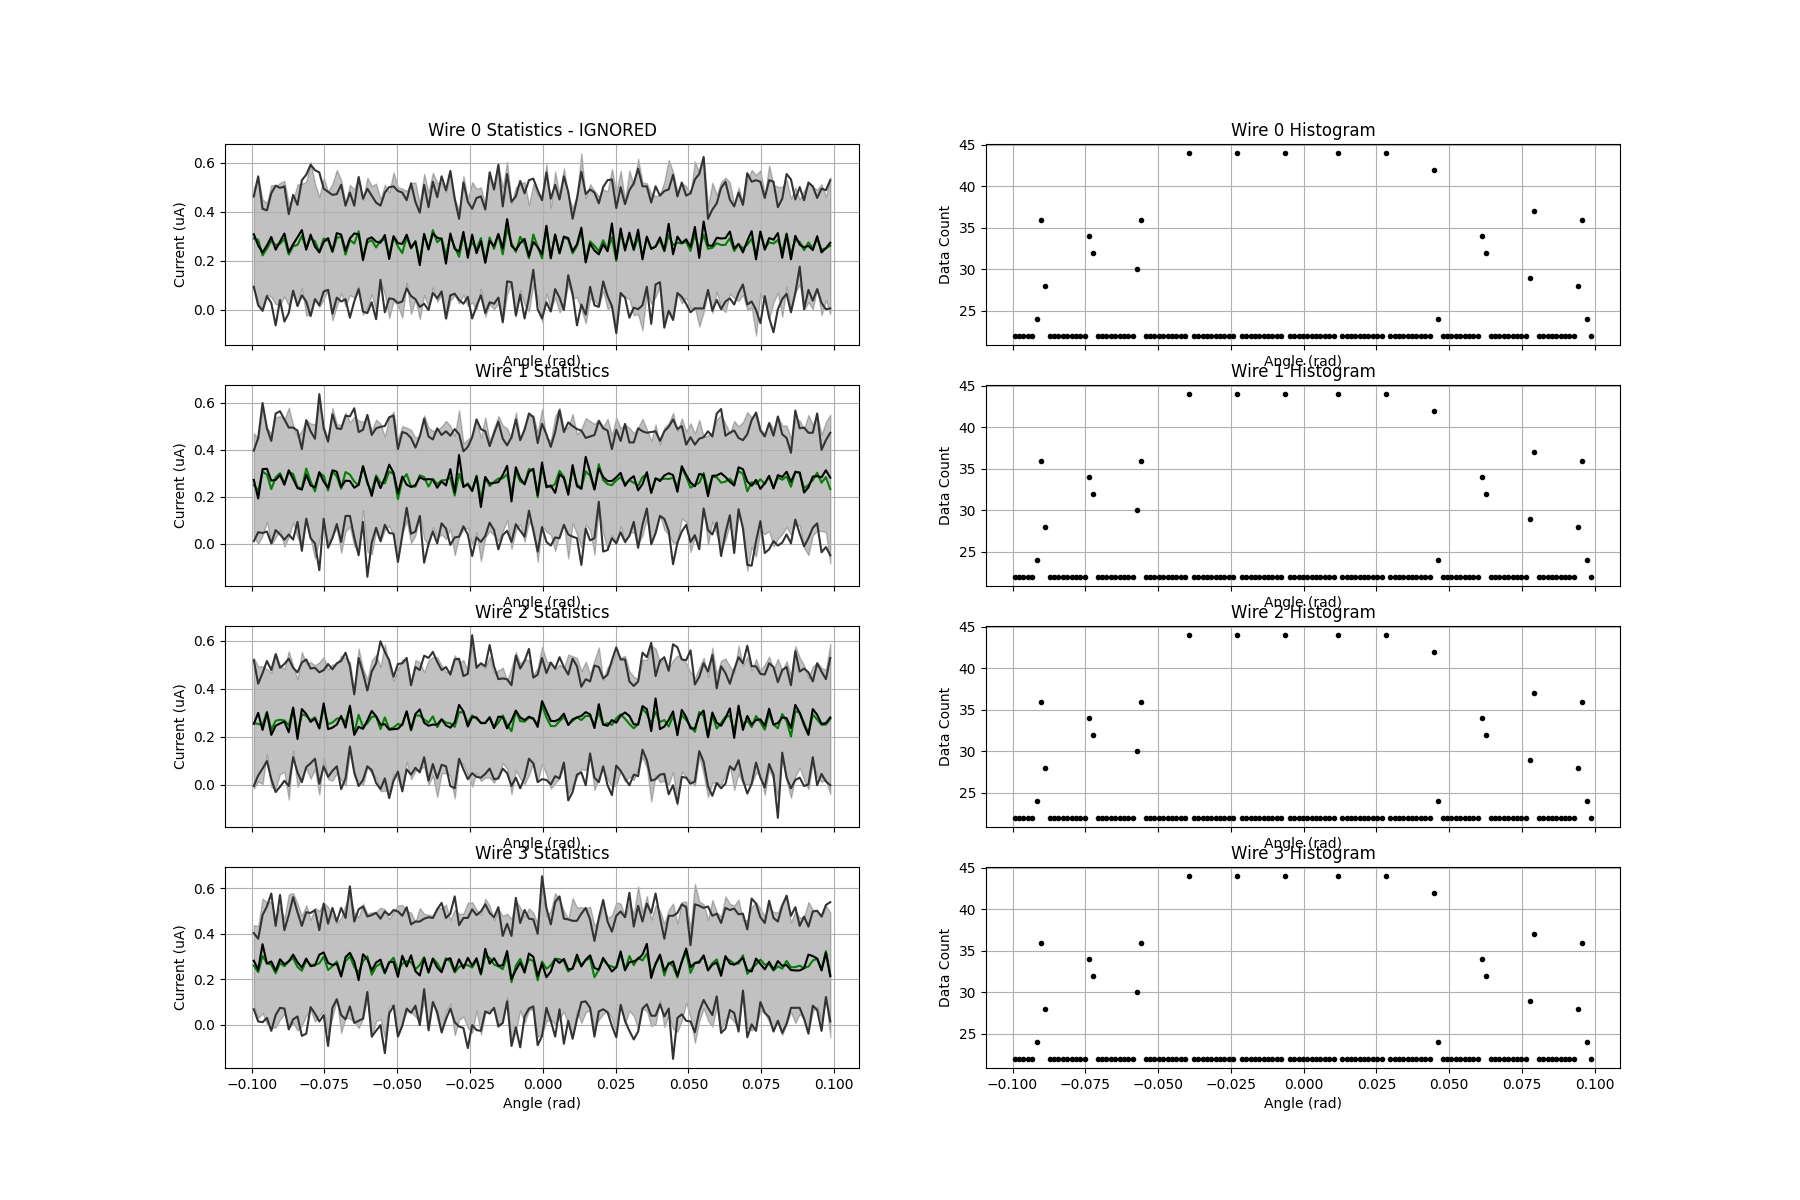 Wire 0 Statistics - IGNORED
Current (uA)
0.6
0.4
0.2
0.0
Angle (rad)
Wire 0 Histogram
Data Count
45
40
35
30
25
Angle (rad)
Wire 1 Statistics
Current (uA)
0.6
0.4
0.2
0.0
Angle (rad)
Wire 1 Histogram
Data Count
45
40
35
30
25
Angle (rad)
Wire 2 Statistics
Current (uA)
0.6
0.4
0.2
0.0
Angle (rad)
Wire 2 Histogram
Data Count
45
40
35
30
25
Angle (rad)
Wire 3 Statistics
Current (uA)
0.6
0.4
0.2
0.0
−0.100 −0.075 −0.050 −0.025 0.000 0.025 0.050 0.075 0.100
Angle (rad)
Wire 3 Histogram
Data Count
45
40
35
30
25
−0.100 −0.075 −0.050 −0.025 0.000 0.025 0.050 0.075 0.100
Angle (rad)